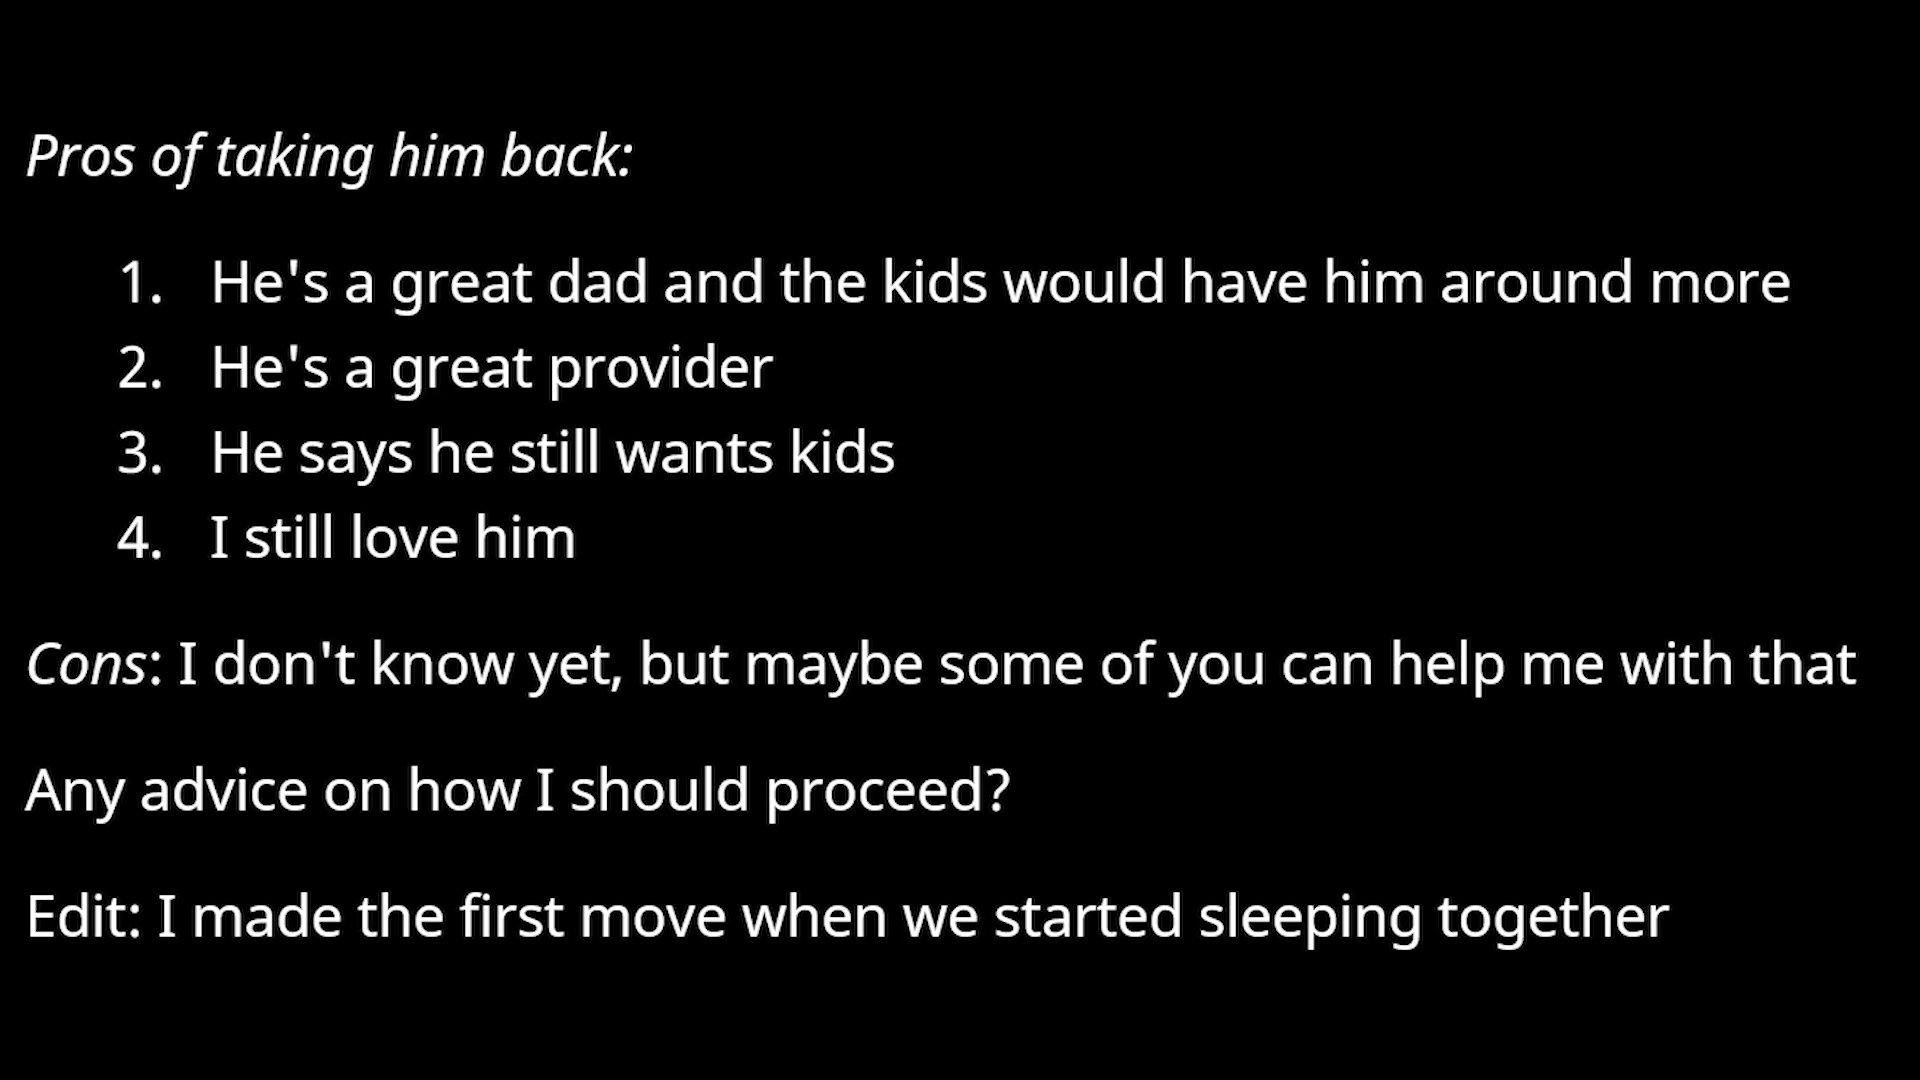 Pros of taking him back:
1. He's a great dad and the kids would have him around more
2. He's a great provider
3. He says he still wants kids
4. I still love him
Cons: I don't know yet, but maybe some of you can help me with that
Any advice on how I should proceed?
Edit: I made the first move when we started sleeping together